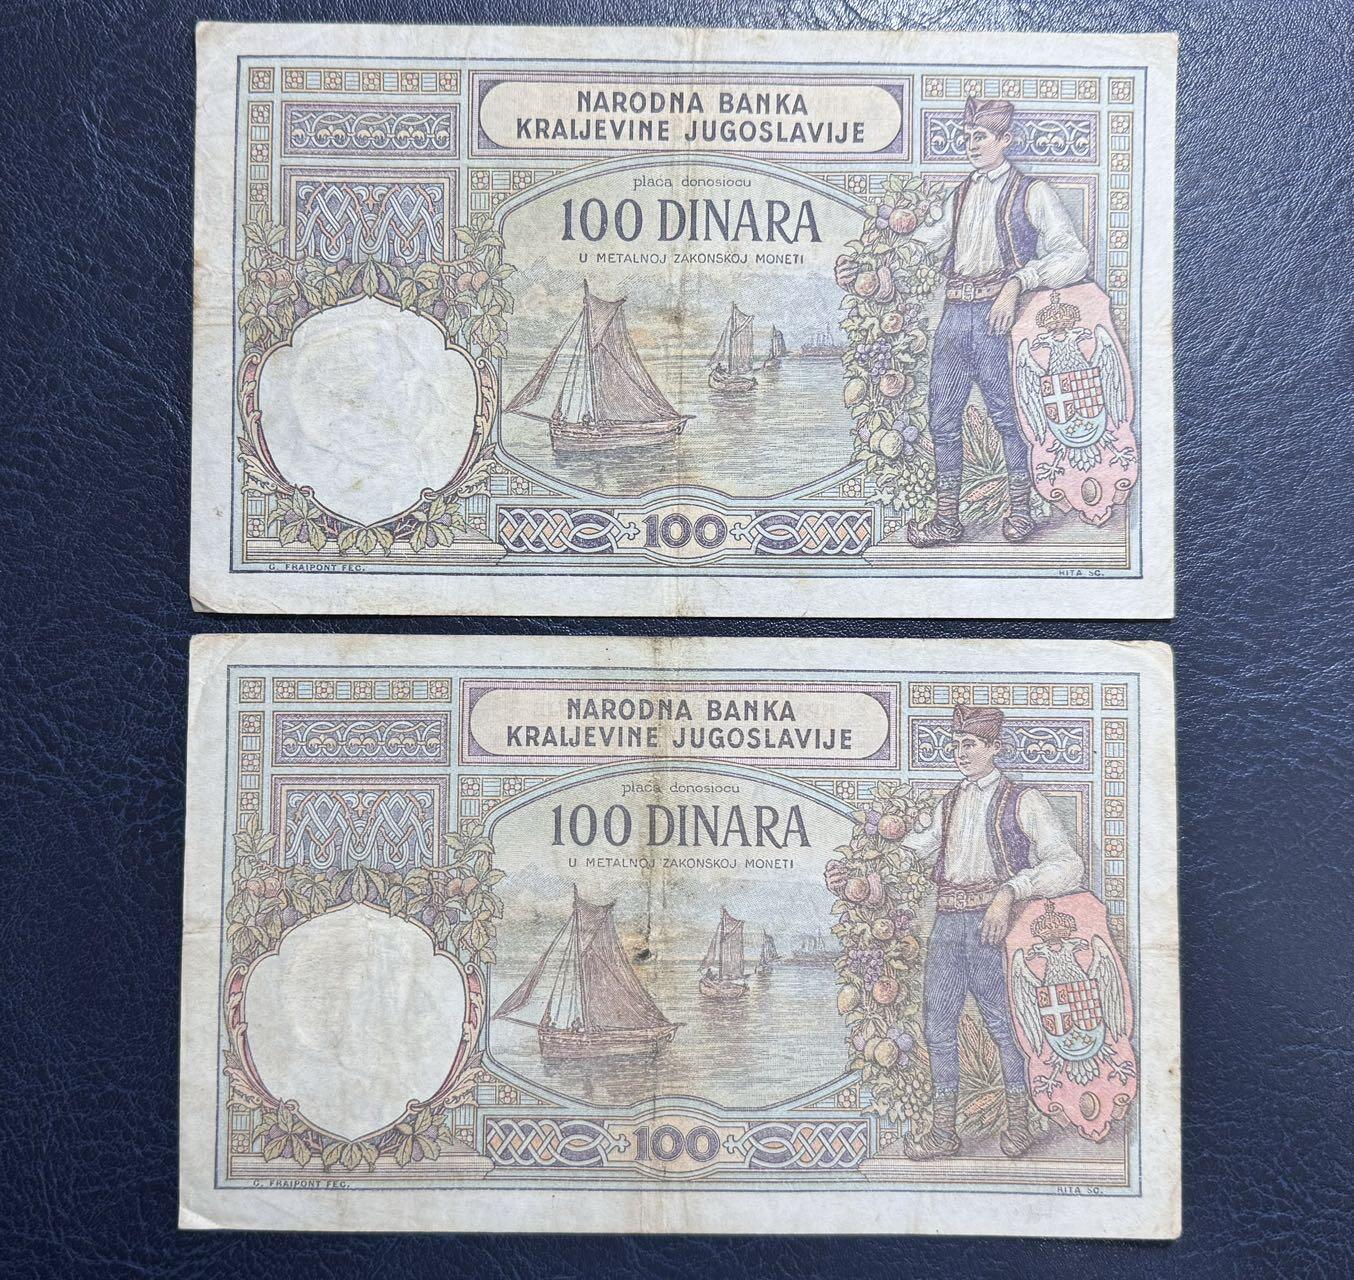 NARODNA BANKA
KRALJEVINE JUGOSLAVIJE
plaća donosiocu
100 DINARA
U METALNOJ ZAKONSKOJ MONETI
100
G. FRAIPONT FEC.
RITA SC.
NARODNA BANKA
KRALJEVINE JUGOSLAVIJE
plaća donosiocu
100 DINARA
U METALNOJ ZAKONSKOJ MONETI
100
G. FRAIPONT FEC.
RITA SC.